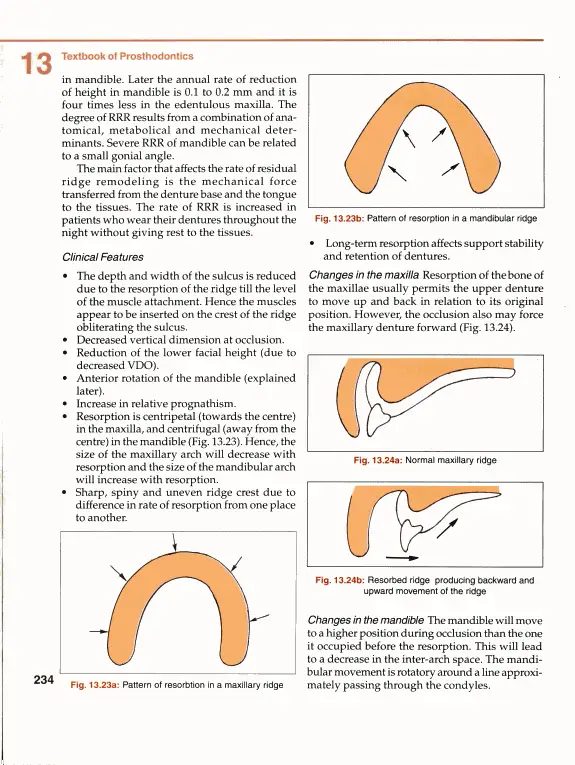 13
Textbook of Prosthodontics
in mandible. Later the annual rate of reduction
of height in mandible is 0.1 to 0.2 mm and it is
four times less in the edentulous maxilla. The
degree of RRR results from a combination of ana-
tomical, metabolical and mechanical deter-
minants. Severe RRR of mandible can be related
to a small gonial angle.
The main factor that affects the rate of residual
ridge remodeling is the mechanical force
transferred from the denture base and the tongue
to the tissues. The rate of RRR is increased in
patients who wear their dentures throughout the
night without giving rest to the tissues.
Clinical Features
• The depth and width of the sulcus is reduced
due to the resorption of the ridge till the level
of the muscle attachment. Hence the muscles
appear to be inserted on the crest of the ridge
obliterating the sulcus.
• Decreased vertical dimension at occlusion.
• Reduction of the lower facial height (due to
decreased VDO).
• Anterior rotation of the mandible (explained
later).
• Increase in relative prognathism.
• Resorption is centripetal (towards the centre)
in the maxilla, and centrifugal (away from the
centre) in the mandible (Fig. 13.23). Hence, the
size of the maxillary arch will decrease with
resorption and the size of the mandibular arch
will increase with resorption.
• Sharp, spiny and uneven ridge crest due to
difference in rate of resorption from one place
to another.
Fig. 13.23a: Pattern of resorbtion in a maxillary ridge
234
Fig. 13.23b: Pattern of resorption in a mandibular ridge
• Long-term resorption affects support stability
and retention of dentures.
Changes in the maxilla Resorption of the bone of
the maxillae usually permits the upper denture
to move up and back in relation to its original
position. However, the occlusion also may force
the maxillary denture forward (Fig. 13.24).
Fig. 13.24a: Normal maxillary ridge
Fig. 13.24b: Resorbed ridge producing backward and
upward movement of the ridge
Changes in the mandible The mandible will move
to a higher position during occlusion than the one
it occupied before the resorption. This will lead
to a decrease in the inter-arch space. The mandi-
bular movement is rotatory around a line approxi-
mately passing through the condyles.